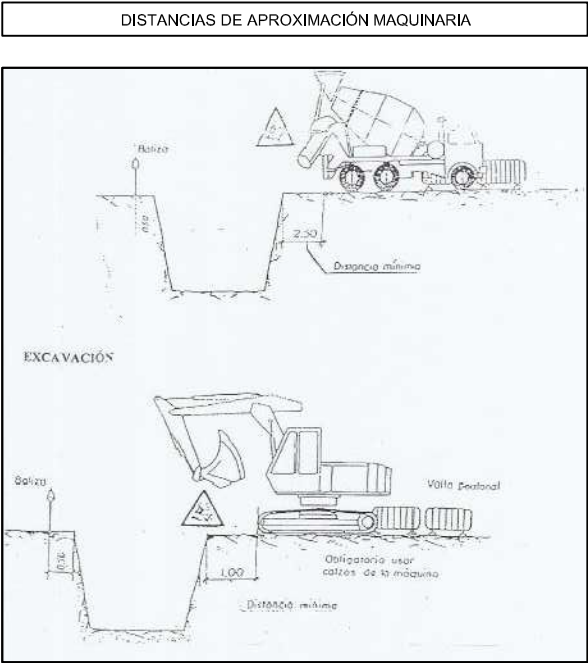 DISTANCIAS DE APROXIMACIÓN MAQUINARIA
Baliza
0.50
2.50
Distancia mínima
EXCAVACIÓN
Baliza
Valla peatonal
0.50
1.00
Obligatorio usar
calzos de la máquina
Distancia mínima